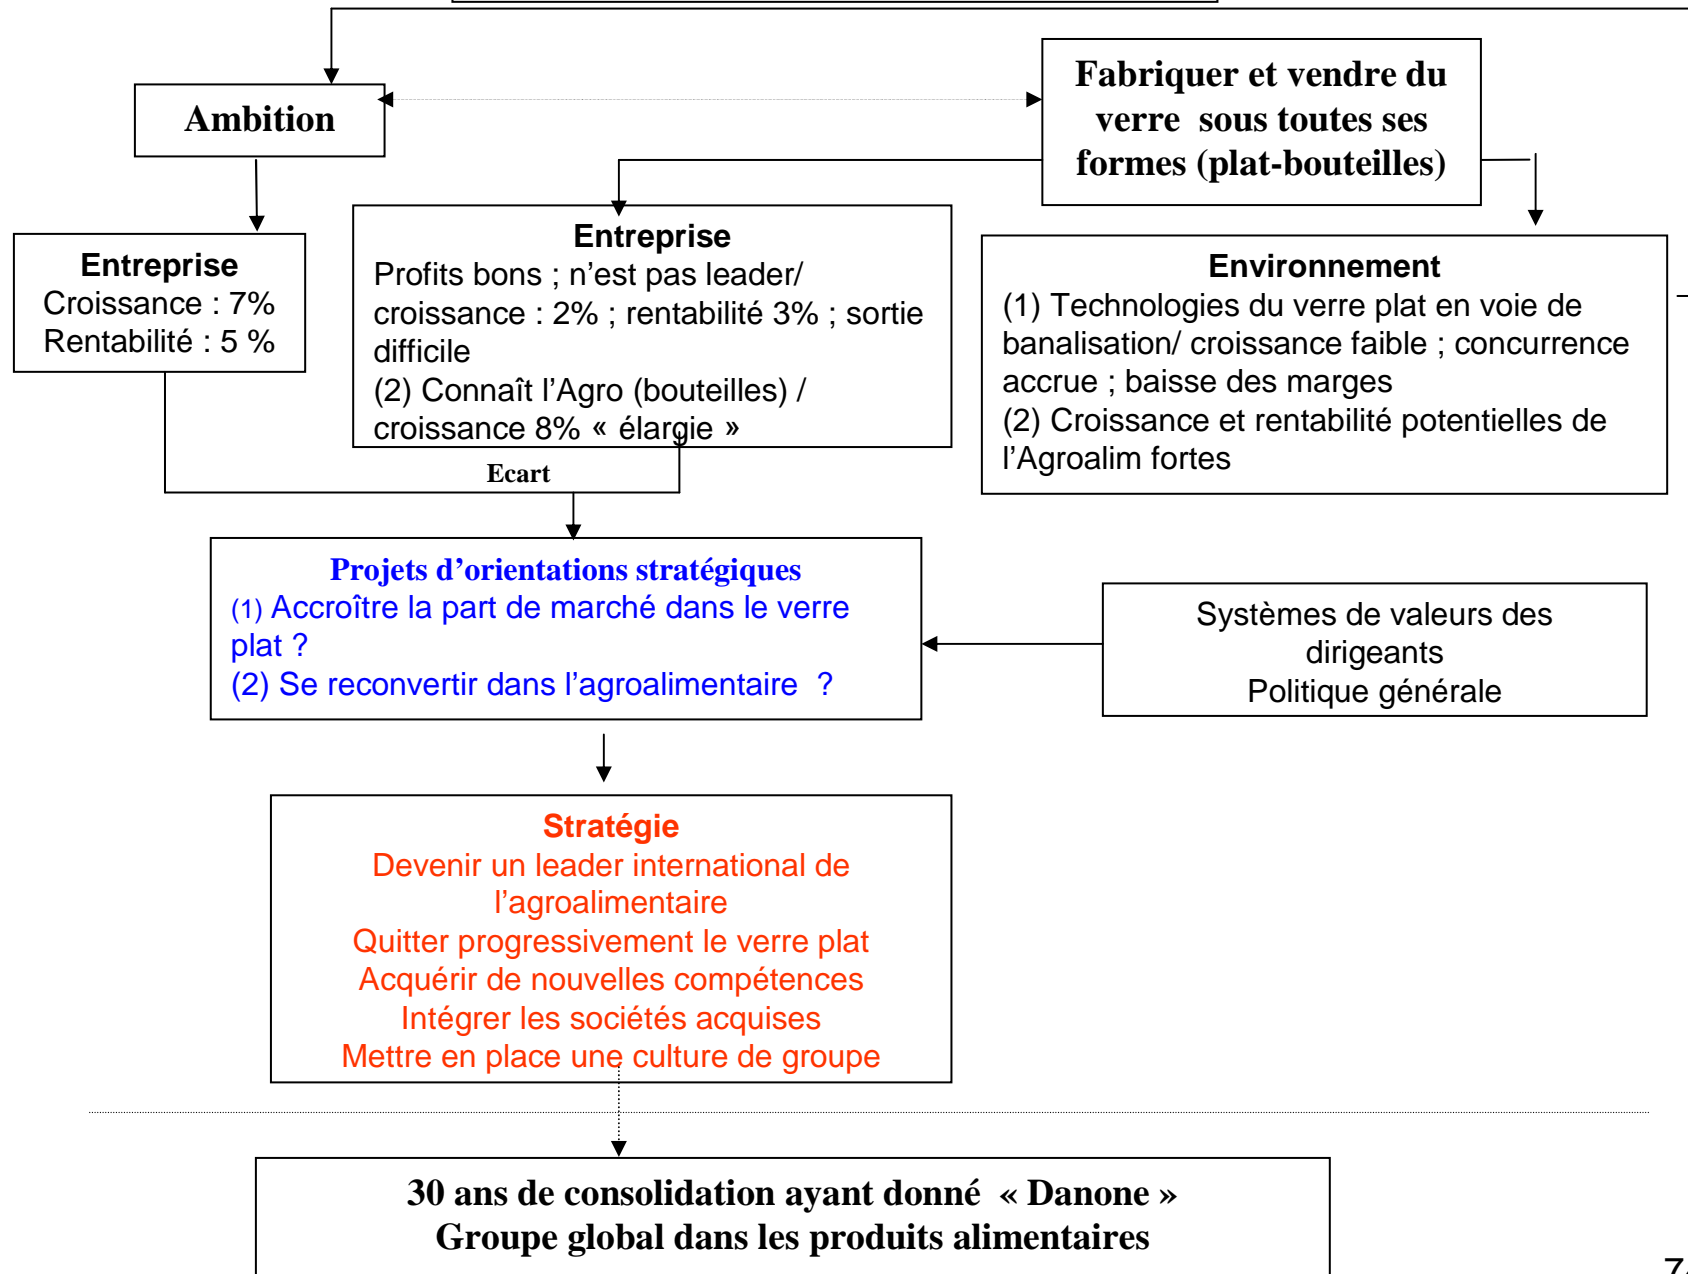 Ambition
Fabriquer et vendre du
verre sous toutes ses
formes (plat-bouteilles)
Entreprise
Croissance : 7%
Rentabilité : 5 %
Entreprise
Profits bons ; n'est pas leader/
croissance : 2% ; rentabilité 3% ; sortie
difficile
(2) Connaît l'Agro (bouteilles) /
croissance 8% « élargie »
Environnement
(1) Technologies du verre plat en voie de
banalisation/ croissance faible ; concurrence
accrue ; baisse des marges
(2) Croissance et rentabilité potentielles de
l'Agroalim fortes
Ecart
Projets d'orientations stratégiques
(1) Accroître la part de marché dans le verre
plat ?
(2) Se reconvertir dans l'agroalimentaire ?
Systèmes de valeurs des
dirigeants
Politique générale
Stratégie
Devenir un leader international de
l'agroalimentaire
Quitter progressivement le verre plat
Acquérir de nouvelles compétences
Intégrer les sociétés acquises
Mettre en place une culture de groupe
30 ans de consolidation ayant donné « Danone »
Groupe global dans les produits alimentaires